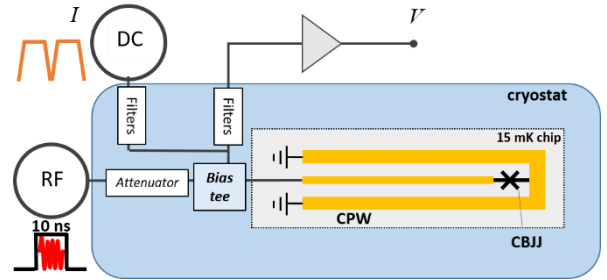 I
DC
V
Filters
Filters
cryostat
15 mK chip
RF
Attenuator
Bias
tee
10 ns
CPW
CBJJ